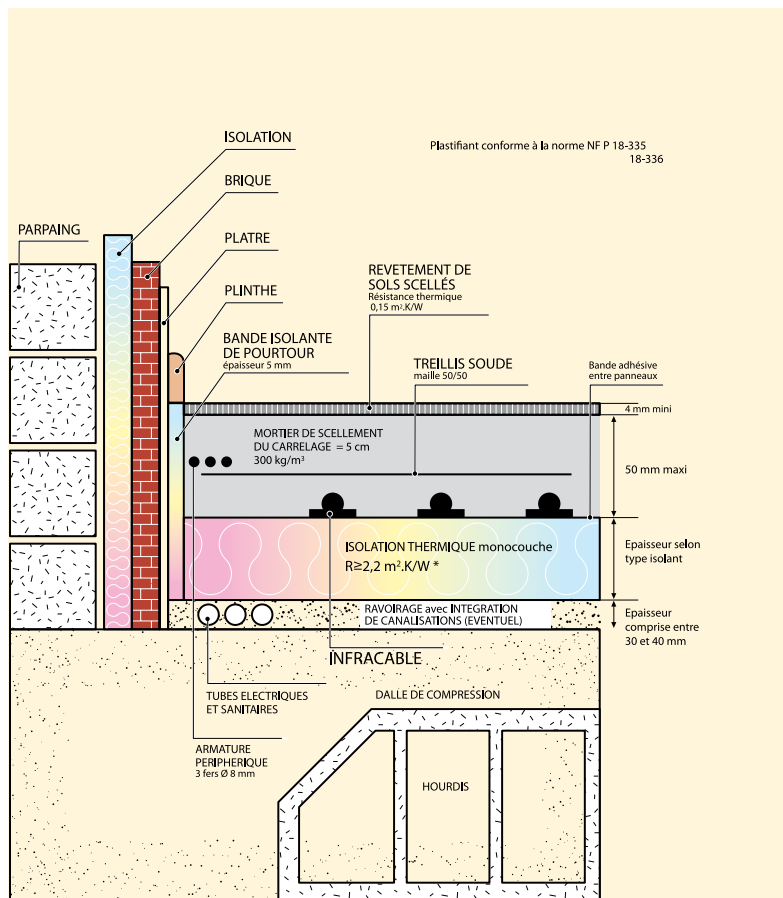 ISOLATION
Plastifiant conforme à la norme NF P 18-335
18-336
BRIQUE
PARPAING
PLATRE
PLINTHE
REVETEMENT DE
SOLS SCELLÉS
Résistance thermique
0,15 m².K/W
BANDE ISOLANTE
DE POURTOUR
épaisseur 5 mm
TREILLIS SOUDE
maille 50/50
Bande adhésive
entre panneaux
4 mm mini
MORTIER DE SCELLEMENT
DU CARRELAGE = 5 cm
300 kg/m³
50 mm maxi
ISOLATION THERMIQUE monocouche
R≥2,2 m².K/W *
Epaisseur selon
type isolant
RAVOIRAGE avec INTEGRATION
DE CANALISATIONS (EVENTUEL)
Epaisseur
comprise entre
30 et 40 mm
INFRACABLE
TUBES ELECTRIQUES
ET SANITAIRES
DALLE DE COMPRESSION
ARMATURE
PERIPHERIQUE
3 fers Ø 8 mm
HOURDIS